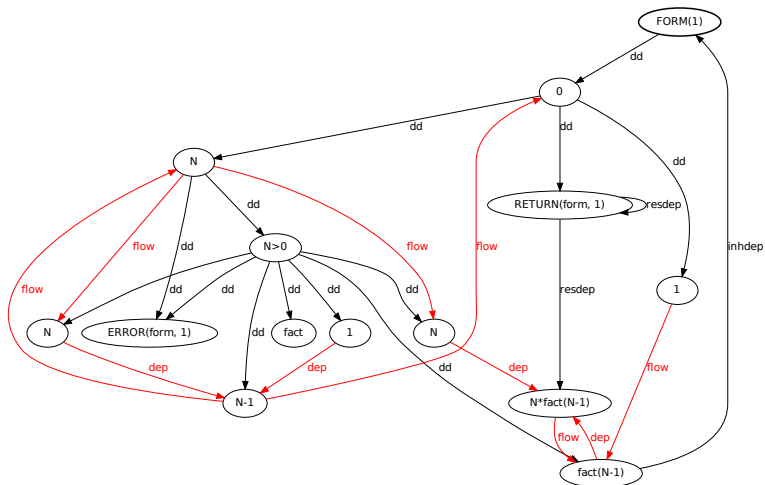 FORM(1)
dd
0
dd
dd
dd
N
dd
RETURN(form, 1)
resdep
flow
dd
flow
flow
N>0
inhdep
flow
dd
dd
dd
dd
dd
resdep
1
N
ERROR(form, 1)
dd
fact
1
N
dep
dep
dd
dep
flow
N-1
N*fact(N-1)
flow
dep
fact(N-1)